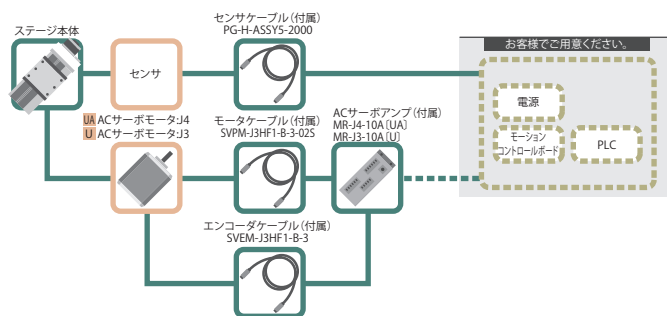 ステージ本体
センサ
センサケーブル（付属）
PG-H-ASSY5-2000
お客様でご用意ください。
電源
モーション
コントロールボード
PLC
UA ACサーボモータ:J4
U ACサーボモータ:J3
モータケーブル（付属）
SVPM-J3HF1-B-3-02S
ACサーボアンプ（付属）
MR-J4-10A〔UA〕
MR-J3-10A〔U〕
エンコーダケーブル（付属）
SVEM-J3HF1-B-3